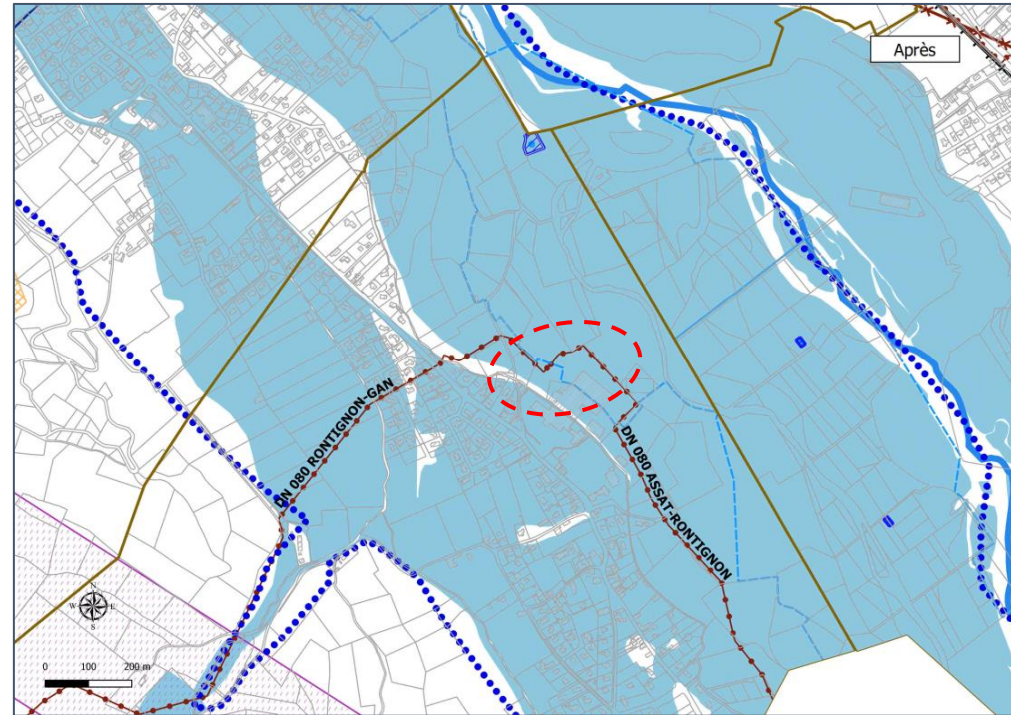 Après
DN 080 RONTIGNON-GAN
DN 080 ASSAT-RONTIGNON
N
W E
S
0 100 200 m